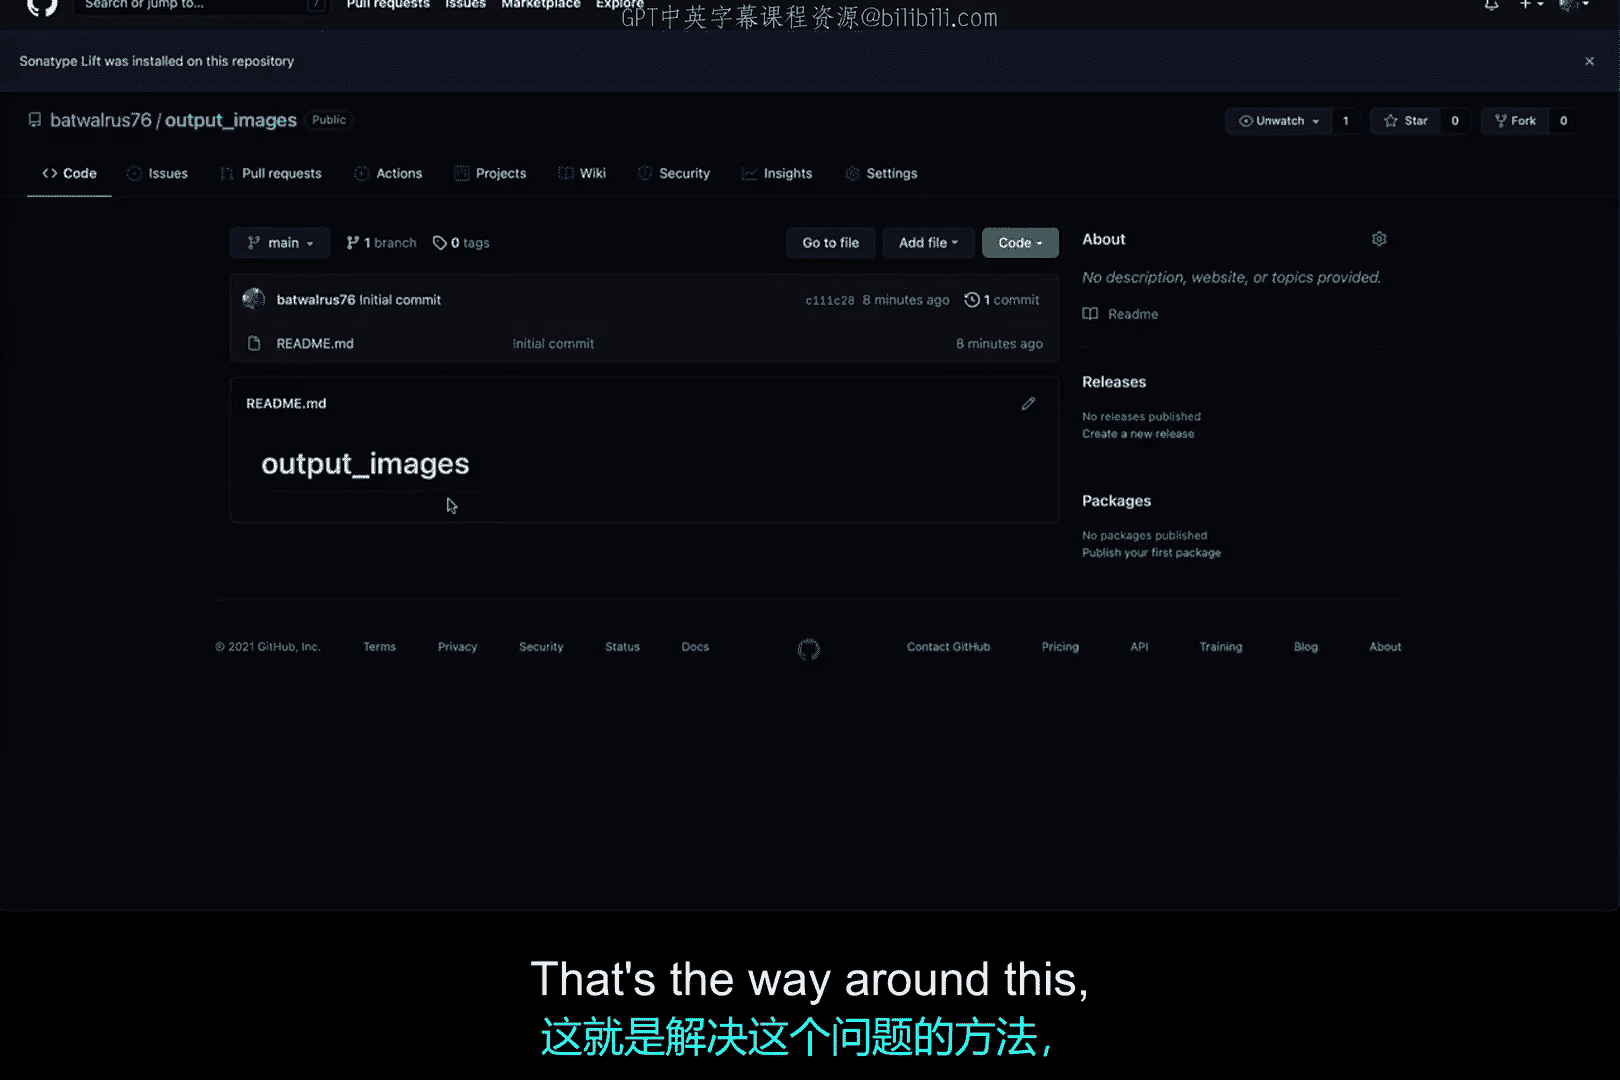 Search or jump to... / Pull requests Issues Marketplace Explore
GPT中英字幕课程资源@bilibili.com
Sonatype Lift was installed on this repository
batwalrus76 / output_images Public
Unwatch 1 Star 0 Fork 0
Code Issues Pull requests Actions Projects Wiki Security Insights Settings
main 1 branch 0 tags Go to file Add file Code
batwalrus76 Initial commit c111c28 8 minutes ago 1 commit
README.md Initial commit 8 minutes ago
README.md
output_images
About
No description, website, or topics provided.
Readme
Releases
No releases published
Create a new release
Packages
No packages published
Publish your first package
© 2021 GitHub, Inc. Terms Privacy Security Status Docs Contact GitHub Pricing API Training Blog About
That's the way around this,
这就是解决这个问题的方法，